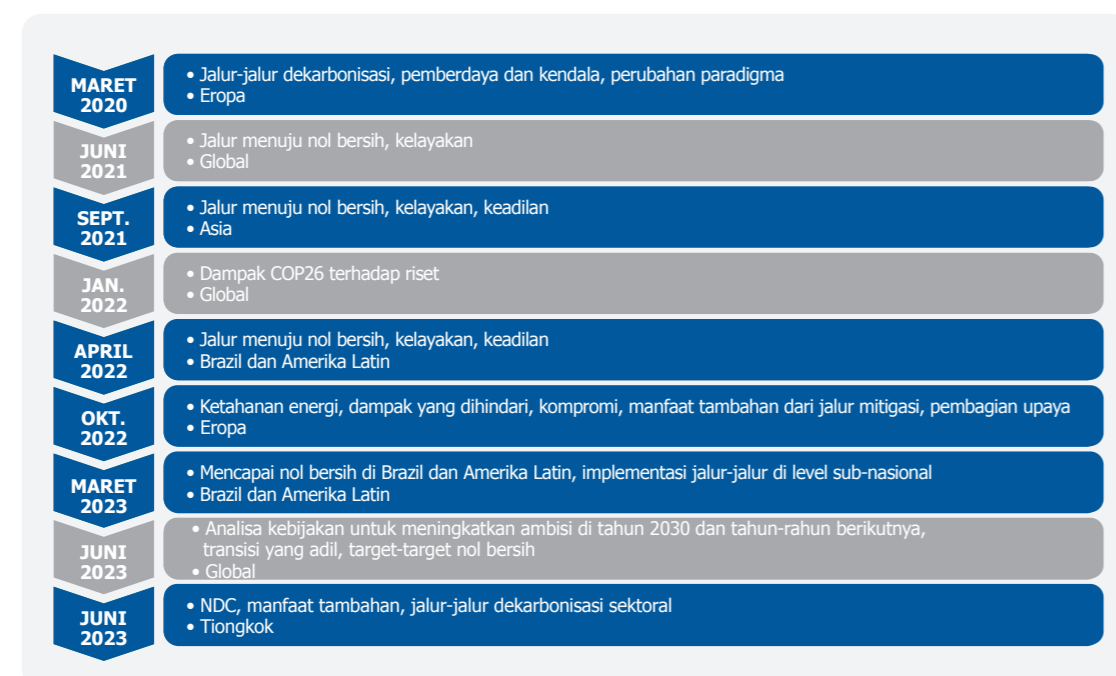 MARET
2020
• Jalur-jalur dekarbonisasi, pemberdaya dan kendala, perubahan paradigma
• Eropa
JUNI
2021
• Jalur menuju nol bersih, kelayakan
• Global
SEPT.
2021
• Jalur menuju nol bersih, kelayakan, keadilan
• Asia
JAN.
2022
• Dampak COP26 terhadap riset
• Global
APRIL
2022
• Jalur menuju nol bersih, kelayakan, keadilan
• Brazil dan Amerika Latin
OKT.
2022
• Ketahanan energi, dampak yang dihindari, kompromi, manfaat tambahan dari jalur mitigasi, pembagian upaya
• Eropa
MARET
2023
• Mencapai nol bersih di Brazil dan Amerika Latin, implementasi jalur-jalur di level sub-nasional
• Brazil dan Amerika Latin
JUNI
2023
• Analisa kebijakan untuk meningkatkan ambisi di tahun 2030 dan tahun-rahun berikutnya,
transisi yang adil, target-target nol bersih
• Global
JUNI
2023
• NDC, manfaat tambahan, jalur-jalur dekarbonisasi sektoral
• Tiongkok